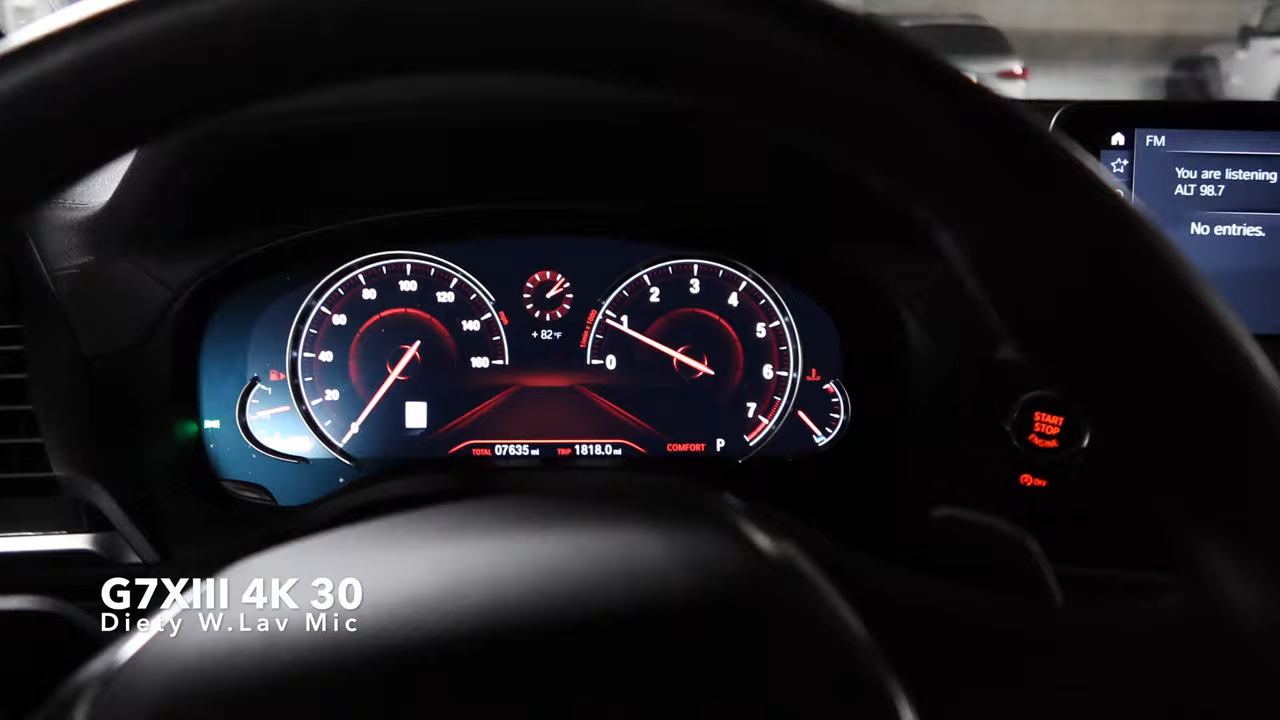 FM
You are listening
ALT 98.7
No entries.
80 100 120
60 140
40 160
20
0
+ 82°F
1/min x1000
0 1 2 3 4 5 6 7
TOTAL 07635 mi TRIP 1818.0 mi
COMFORT P
START
STOP
ENGINE
OFF
G7XIII 4K 30
Diety W.Lav Mic